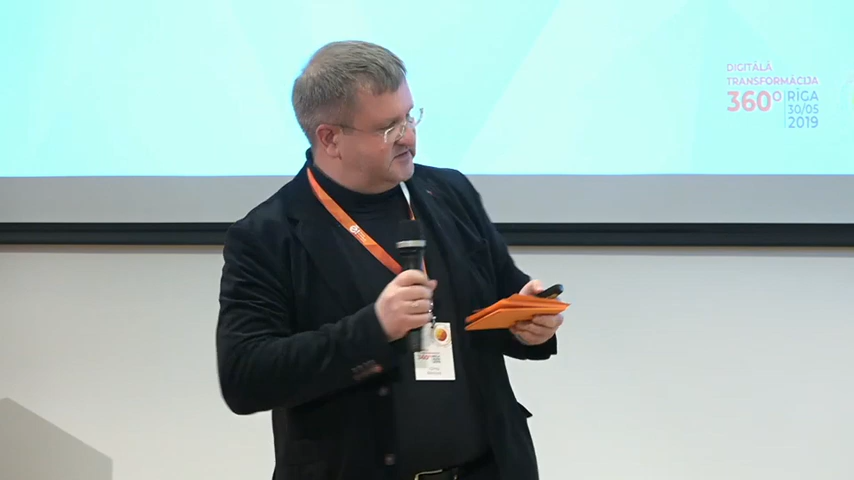 DIGITĀLĀ
TRANSFORMĀCIJA
360° RĪGA
30/05
2019